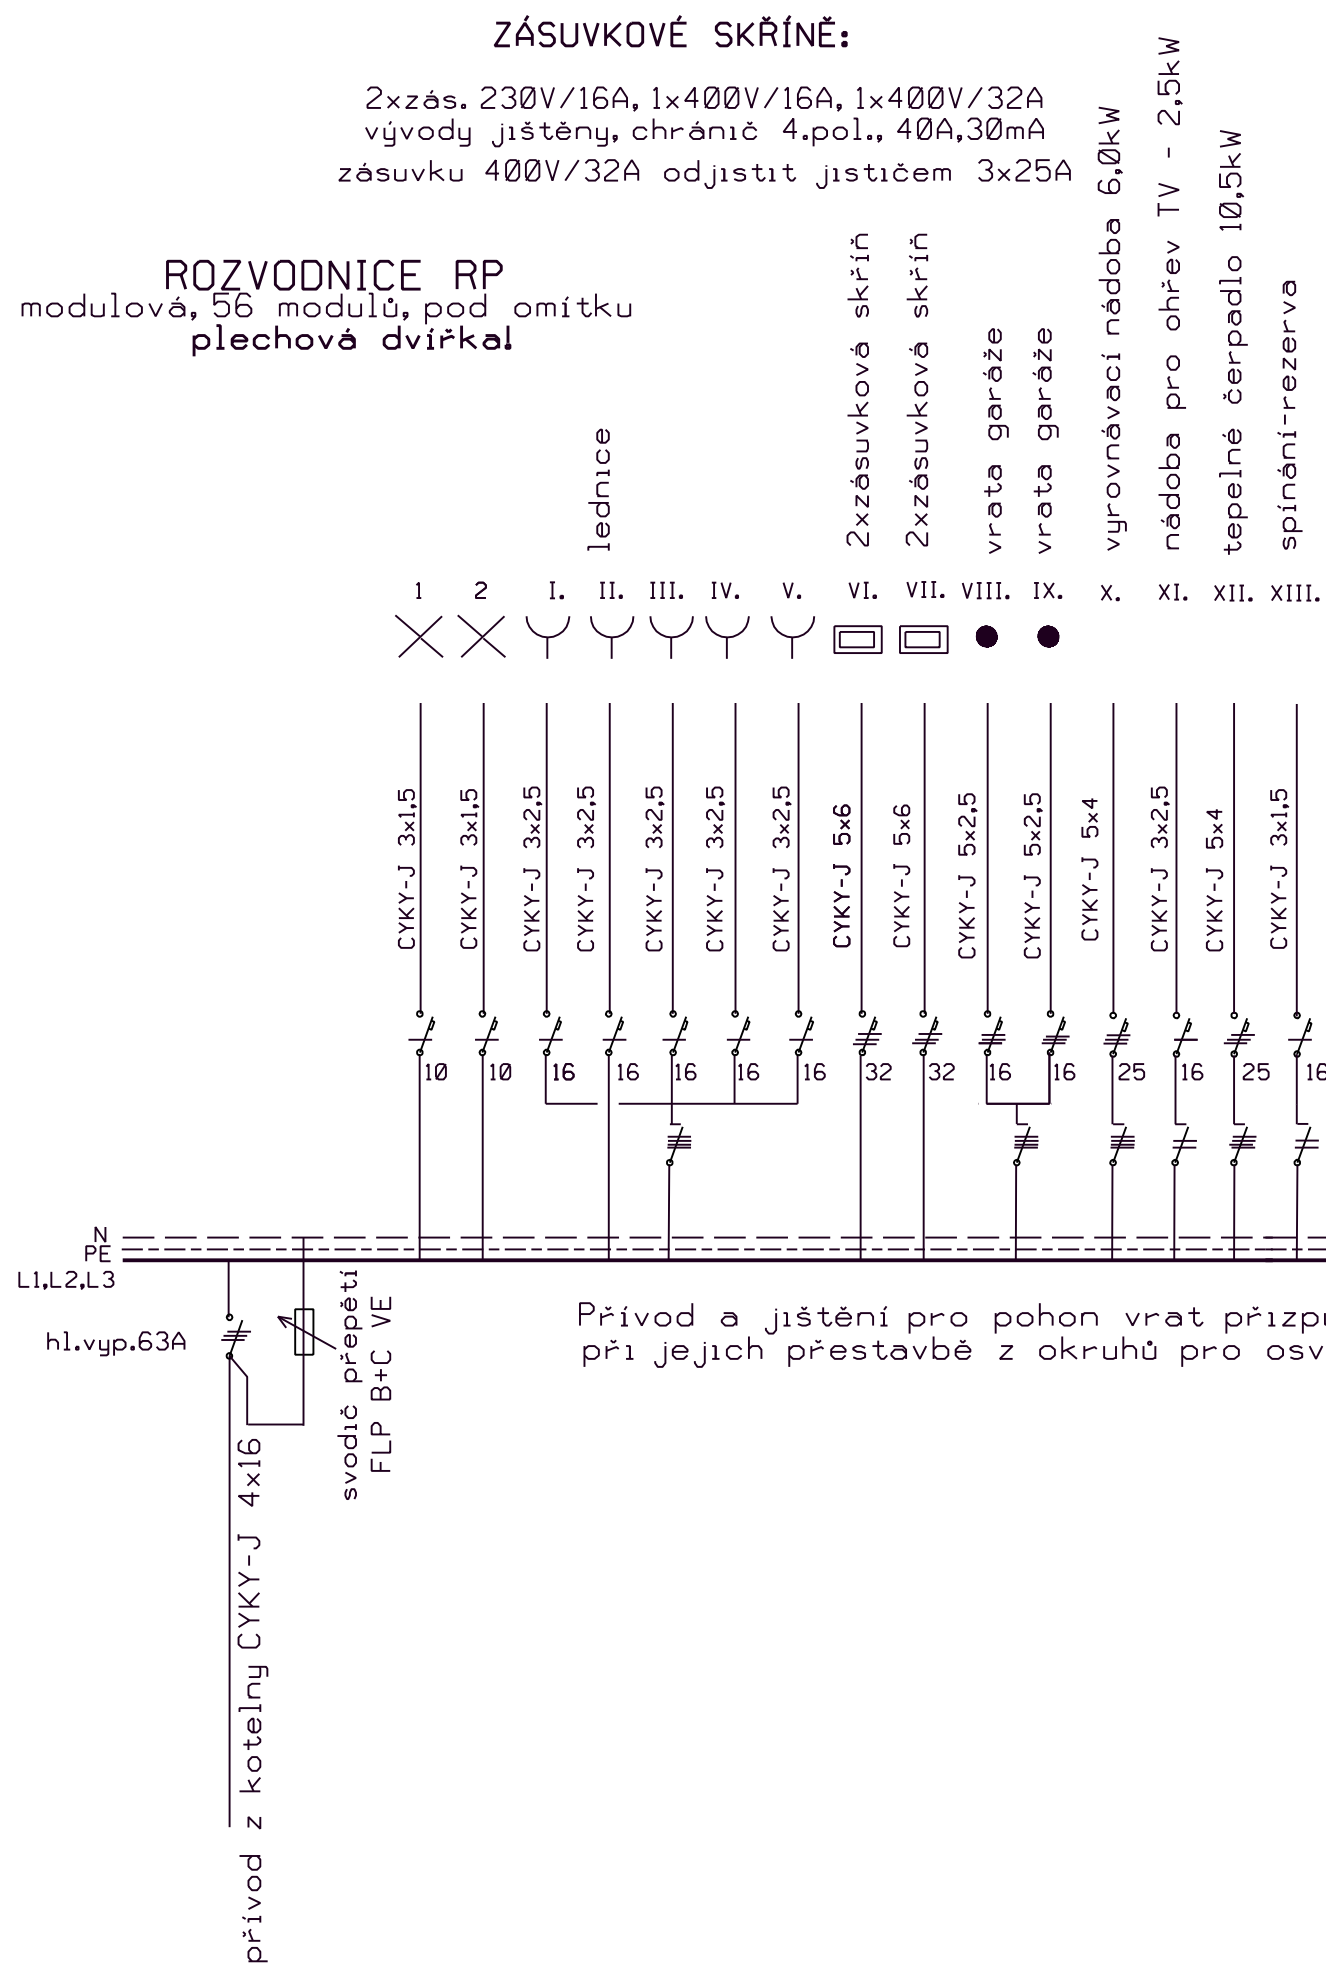 ZÁSUVKOVÉ SKŘÍNĚ:
2xzás. 230V/16A, 1x400V/16A, 1x400V/32A
vývody jištěny, chránič 4.pol., 40A,30mA
zásuvku 400V/32A odjistit jističem 3x25A
ROZVODNICE RP
modulová, 56 modulů, pod omítku
plechová dvířka!
lednice
2xzásuvková skříň
2xzásuvková skříň
vrata garáže
vrata garáže
vyrovnávací nádoba 6,0kW
nádoba pro ohřev TV - 2,5kW
tepelné čerpadlo 10,5kW
spínání-rezerva
1 2 I. II. III. IV. V. VI. VII. VIII. IX. X. XI. XII. XIII.
CYKY-J 3x1,5
CYKY-J 3x1,5
CYKY-J 3x2,5
CYKY-J 3x2,5
CYKY-J 3x2,5
CYKY-J 3x2,5
CYKY-J 3x2,5
CYKY-J 5x6
CYKY-J 5x6
CYKY-J 5x2,5
CYKY-J 5x2,5
CYKY-J 5x4
CYKY-J 3x2,5
CYKY-J 5x4
CYKY-J 3x1,5
10 10 16 16 16 16 16 32 32 16 16 25 16 25 16
N
PE
L1,L2,L3
hl.vyp.63A
svodič přepětí
FLP B+C VE
Přívod a jištění pro pohon vrat přizp
při jejich přestavbě z okruhů pro osv
přívod z kotelny CYKY-J 4x16